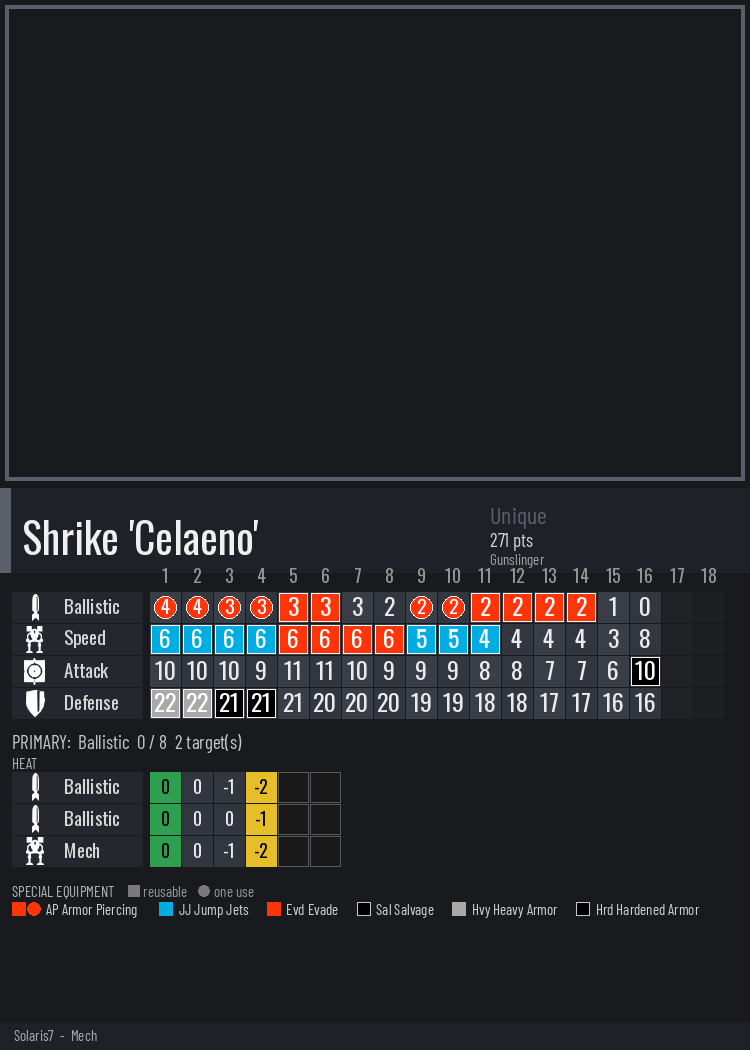 Shrike 'Celaeno'
Unique
271 pts
Gunslinger
1 2 3 4 5 6 7 8 9 10 11 12 13 14 15 16 17 18
Ballistic 4 4 3 3 3 3 3 2 2 2 2 2 2 2 1 0
Speed 6 6 6 6 6 6 6 6 5 5 4 4 4 4 3 8
Attack 10 10 10 9 11 11 10 9 9 9 8 8 7 7 6 10
Defense 22 22 21 21 21 20 20 20 19 19 18 18 17 17 16 16
PRIMARY: Ballistic 0 / 8 2 target(s)
HEAT
Ballistic 0 0 -1 -2
Ballistic 0 0 0 -1
Mech 0 0 -1 -2
SPECIAL EQUIPMENT reusable one use
AP Armor Piercing JJ Jump Jets Evd Evade Sal Salvage Hvy Heavy Armor Hrd Hardened Armor
Solaris7 - Mech